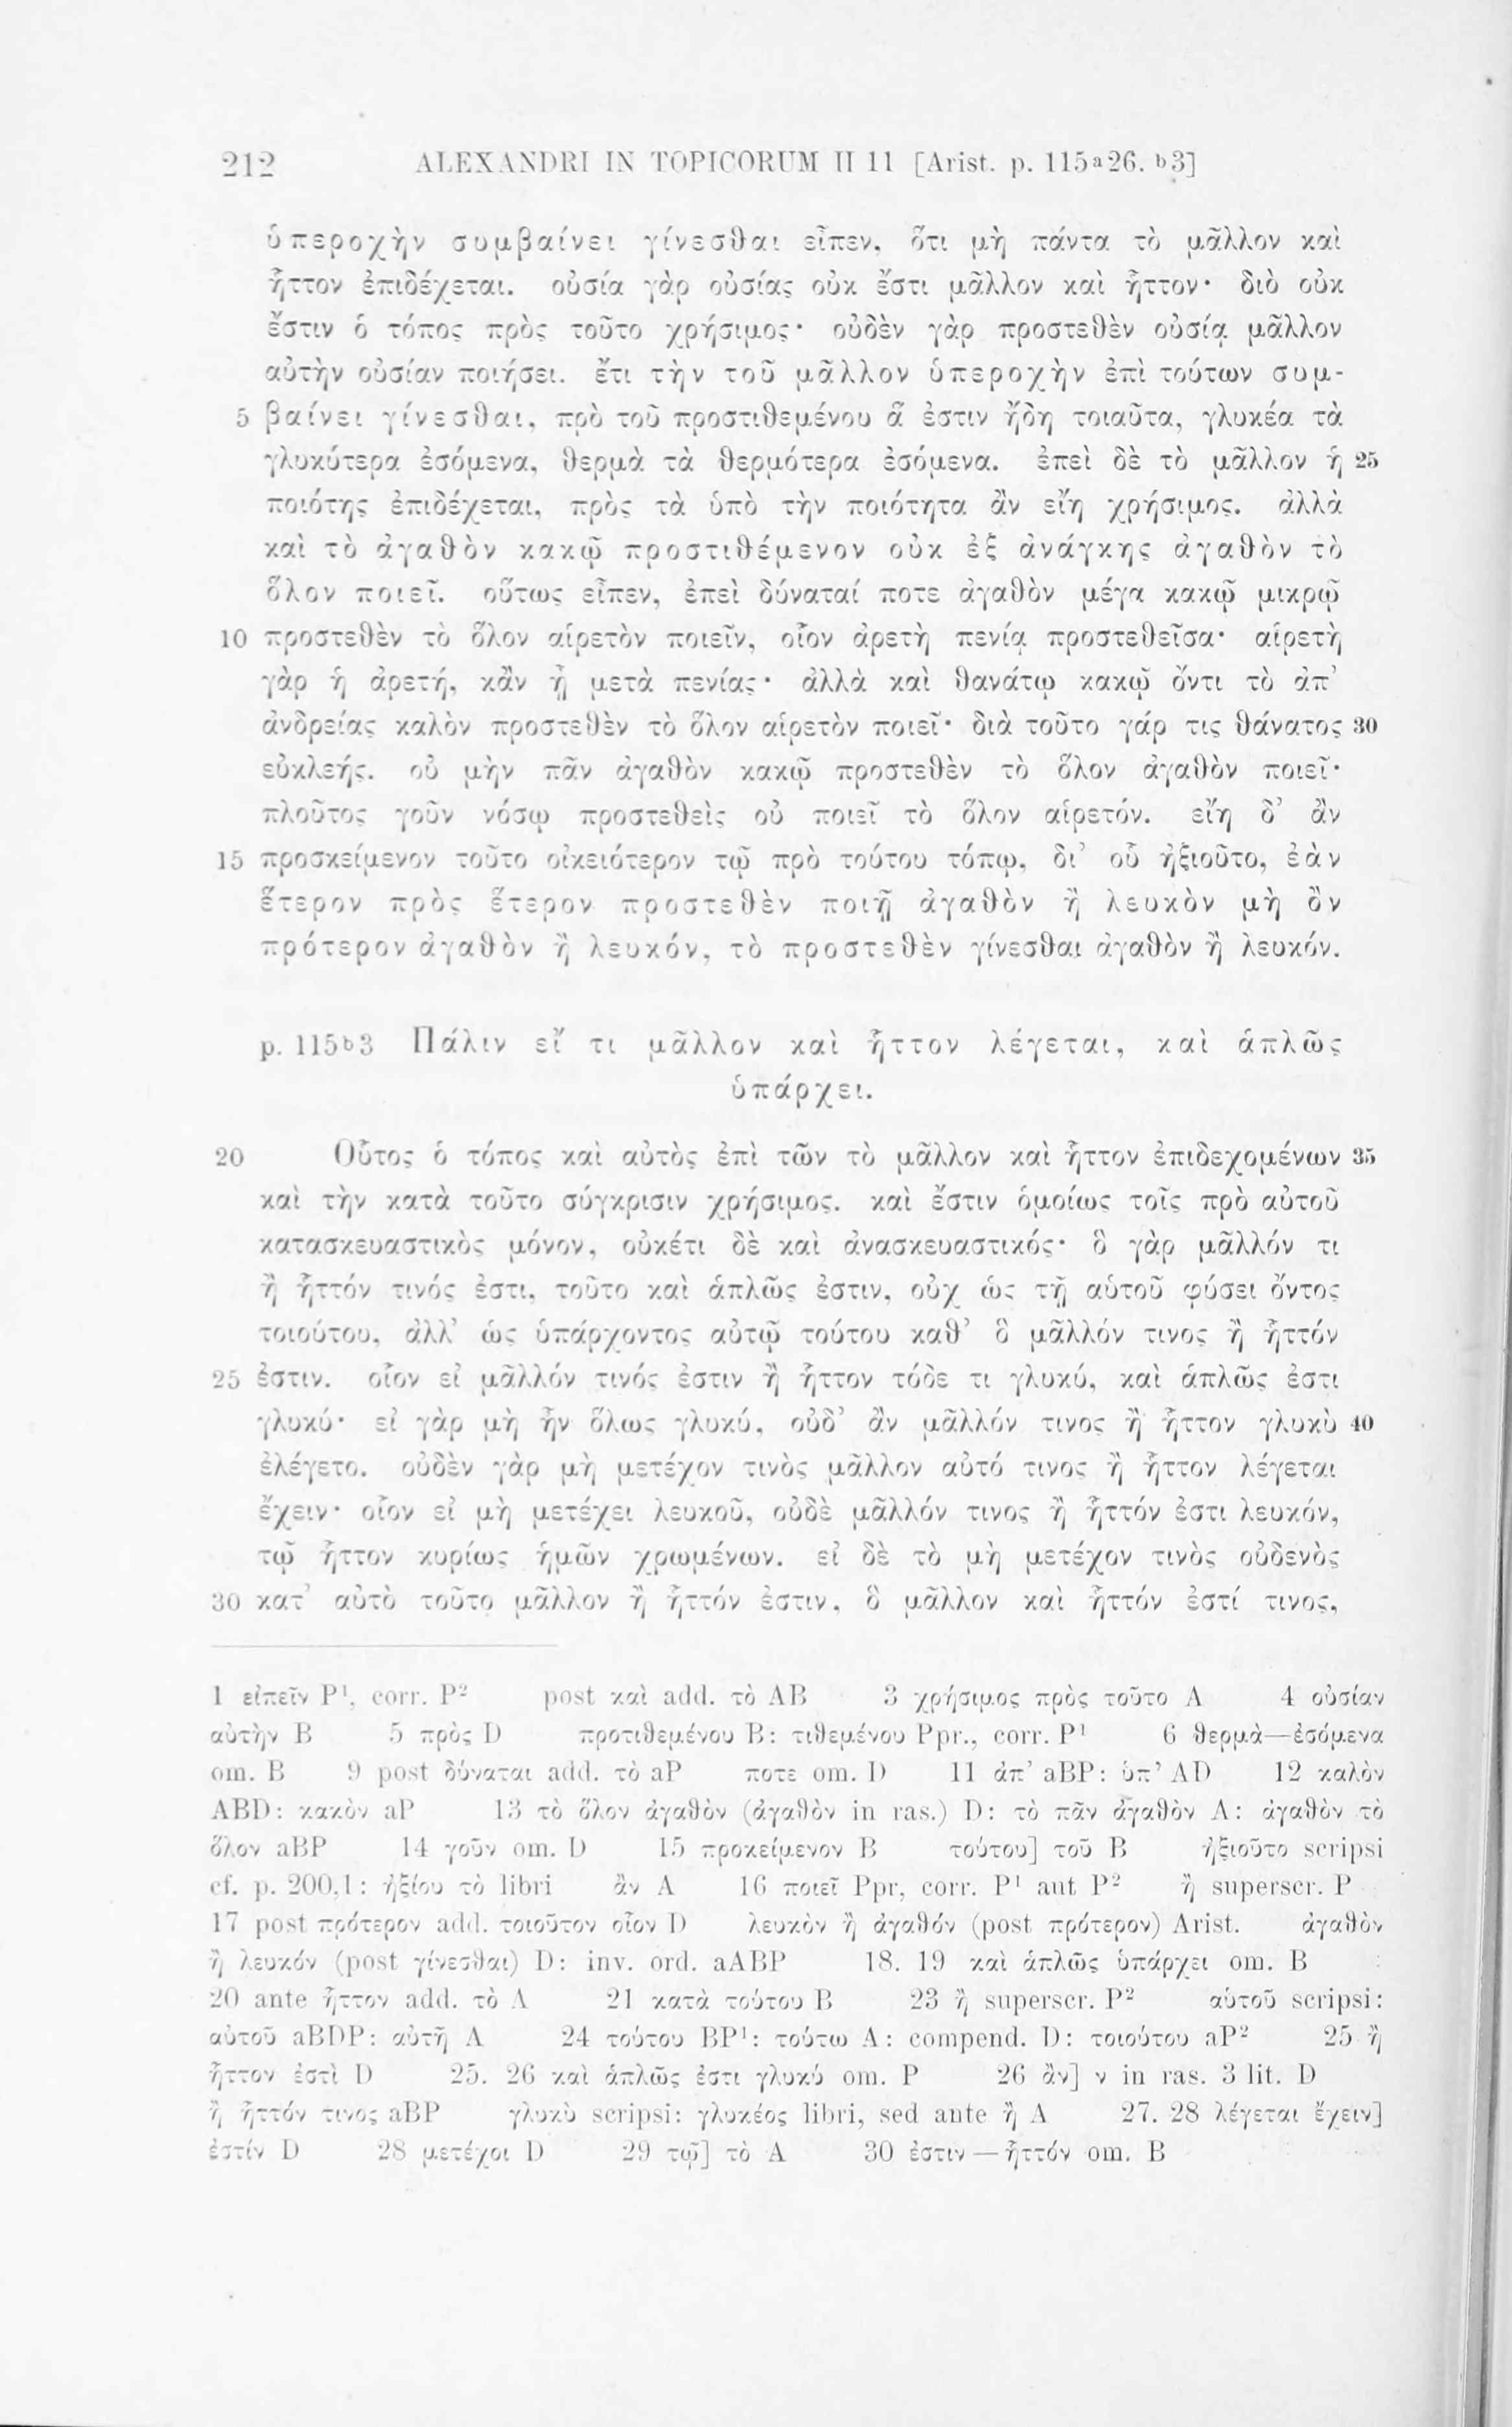 212 ALEXANDRI IN TOPICORUM II 11 [Arist. p. 115a26. b3]
ὑπεροχὴν συμβαίνει γίνεσθαι εἶπεν, ὅτι μὴ πάντα τὸ μᾶλλον καὶ
ἧττον ἐπιδέχεται. οὐσία γὰρ οὐσίας οὐκ ἔστι μᾶλλον καὶ ἧττον· διὸ οὐκ
ἔστιν ὁ τόπος πρὸς τοῦτο χρήσιμος· οὐδὲν γὰρ προστεθὲν οὐσίᾳ μᾶλλον
αὐτὴν οὐσίαν ποιήσει. ἔτι τὴν τοῦ μᾶλλον ὑπεροχὴν ἐπὶ τούτων συμ-
5 βαίνει γίνεσθαι, πρὸ τοῦ προστιθεμένου ἅ ἐστιν ἤδη τοιαῦτα, γλυκέα τὰ
γλυκύτερα ἐσόμενα, θερμὰ τὰ θερμότερα ἐσόμενα. ἐπεὶ δὲ τὸ μᾶλλον ἡ 25
ποιότης ἐπιδέχεται, πρὸς τὰ ὑπὸ τὴν ποιότητα ἂν εἴη χρήσιμος. ἀλλὰ
καὶ τὸ ἀγαθὸν κακῷ προστιθέμενον οὐκ ἐξ ἀνάγκης ἀγαθὸν τὸ
ὅλον ποιεῖ. οὕτως εἶπεν, ἐπεὶ δύναταί ποτε ἀγαθὸν μέγα κακῷ μικρῷ
10 προστεθὲν τὸ ὅλον αἱρετὸν ποιεῖν, οἷον ἀρετὴ πενίᾳ προστεθεῖσα· αἱρετὴ
γὰρ ἡ ἀρετή, κἂν ᾖ μετὰ πενίας· ἀλλὰ καὶ θανάτῳ κακῷ ὄντι τὸ ἀπ’
ἀνδρείας καλὸν προστεθὲν τὸ ὅλον αἱρετὸν ποιεῖ· διὰ τοῦτο γάρ τις θάνατος 30
εὐκλεής. οὐ μὴν πᾶν ἀγαθὸν κακῷ προστεθὲν τὸ ὅλον ἀγαθὸν ποιεῖ·
πλοῦτος γοῦν νόσῳ προστεθεὶς οὐ ποιεῖ τὸ ὅλον αἱρετόν. εἴη δ’ ἂν
15 προσκείμενον τοῦτο οἰκειότερον τῷ πρὸ τούτου τόπῳ, δι’ οὗ ἠξιοῦτο, ἐὰν
ἕτερον πρὸς ἕτερον προστεθὲν ποιῇ ἀγαθὸν ἢ λευκὸν μὴ ὂν
πρότερον ἀγαθὸν ἢ λευκόν, τὸ προστεθὲν γίνεσθαι ἀγαθὸν ἢ λευκόν.
p. 115b3 Πάλιν εἴ τι μᾶλλον καὶ ἧττον λέγεται, καὶ ἁπλῶς
ὑπάρχει.
20 Οὗτος ὁ τόπος καὶ αὐτὸς ἐπὶ τῶν τὸ μᾶλλον καὶ ἧττον ἐπιδεχομένων 35
καὶ τὴν κατὰ τοῦτο σύγκρισιν χρήσιμος. καὶ ἔστιν ὁμοίως τοῖς πρὸ αὐτοῦ
κατασκευαστικὸς μόνον, οὐκέτι δὲ καὶ ἀνασκευαστικός· ὃ γὰρ μᾶλλόν τι
ἢ ἧττόν τινός ἐστι, τοῦτο καὶ ἁπλῶς ἐστιν, οὐχ ὡς τῇ αὑτοῦ φύσει ὄντος
τοιούτου, ἀλλ’ ὡς ὑπάρχοντος αὐτῷ τούτου καθ’ ὃ μᾶλλόν τινος ἢ ἧττόν
25 ἐστιν. οἷον εἰ μᾶλλόν τινός ἐστιν ἢ ἧττον τόδε τι γλυκύ, καὶ ἁπλῶς ἐστι
γλυκύ· εἰ γὰρ μὴ ἦν ὅλως γλυκύ, οὐδ’ ἂν μᾶλλόν τινος ἢ ἧττον γλυκὺ 40
ἐλέγετο. οὐδὲν γὰρ μὴ μετέχον τινὸς μᾶλλον αὐτό τινος ἢ ἧττον λέγεται
ἔχειν· οἷον εἰ μὴ μετέχει λευκοῦ, οὐδὲ μᾶλλόν τινος ἢ ἧττόν ἐστι λευκόν,
τῷ ἧττον κυρίως ἡμῶν χρωμένων. εἰ δὲ τὸ μὴ μετέχον τινὸς οὐδενὸς
30 κατ’ αὐτὸ τοῦτο μᾶλλον ἢ ἧττόν ἐστιν, ὃ μᾶλλον καὶ ἧττόν ἐστί τινος,
1 εἰπεῖν P¹, corr. P² post καὶ add. τὸ AB 3 χρήσιμος πρὸς τοῦτο A 4 οὐσίαν
αὐτὴν B 5 πρὸς D προτιθεμένου B: τιθεμένου Ppr., corr. P¹ 6 θερμὰ—ἐσόμενα
om. B 9 post δύναται add. τὸ aP ποτε om. D 11 ἀπ’ aBP: ὑπ’ AD 12 καλὸν
ABD: κακὸν aP 13 τὸ ὅλον ἀγαθὸν (ἀγαθὸν in ras.) D: τὸ πᾶν ἀγαθὸν A: ἀγαθὸν τὸ
ὅλον aBP 14 γοῦν om. D 15 προκείμενον B τούτου] τοῦ B ἠξιοῦτο scripsi
cf. p. 200,1: ἠξίου τὸ libri ἂν A 16 ποιεῖ Ppr, corr. P¹ aut P² ἢ superscr. P
17 post πρότερον add. τοιοῦτον οἷον D λευκὸν ἢ ἀγαθόν (post πρότερον) Arist. ἀγαθὸν
ἢ λευκόν (post γίνεσθαι) D: inv. ord. aABP 18. 19 καὶ ἁπλῶς ὑπάρχει om. B
20 ante ἧττον add. τὸ A 21 κατὰ τούτου B 23 ἢ superscr. P² αὑτοῦ scripsi:
αὐτοῦ aBDP: αὐτῇ A 24 τούτου BP¹: τούτω A: compend. D: τοιούτου aP² 25 ἢ
ἧττον ἐστὶ D 25. 26 καὶ ἁπλῶς ἐστι γλυκύ om. P 26 ἂν] ν in ras. 3 lit. D
ἢ ἧττόν τινος aBP γλυκὺ scripsi: γλυκέος libri, sed ante ἢ A 27. 28 λέγεται ἔχειν]
ἐστίν D 28 μετέχοι D 29 τῷ] τὸ A 30 ἐστιν — ἧττόν om. B